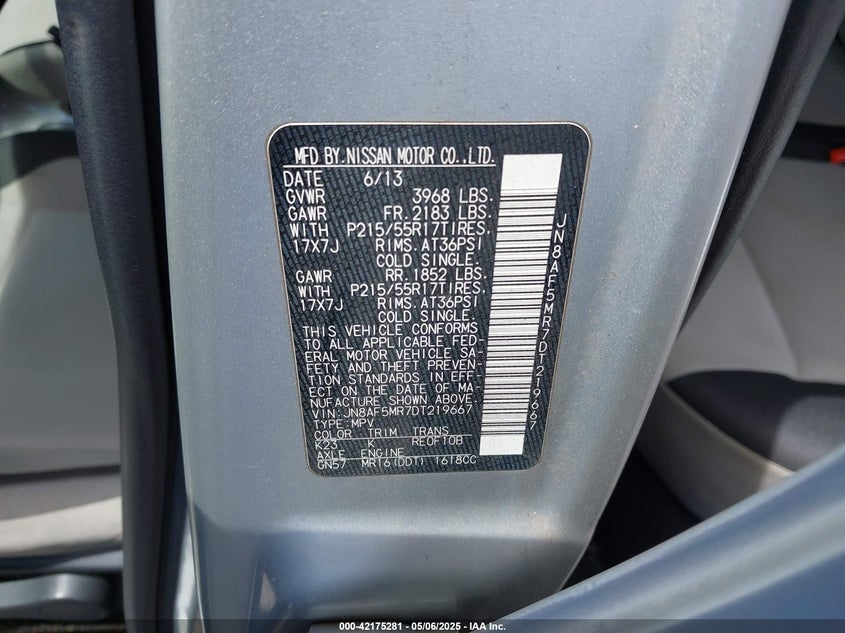 MFD BY.NISSAN MOTOR CO.,LTD.
DATE 6/13
GVWR 3968 LBS.
GAWR FR.2183 LBS.
WITH P215/55R17TIRES.
17X7J RIMS.AT36PSI
COLD SINGLE.
GAWR RR.1852 LBS.
WITH P215/55R17TIRES.
17X7J RIMS.AT36PSI
COLD SINGLE.
THIS VEHICLE CONFORMS
TO ALL APPLICABLE FED-
ERAL MOTOR VEHICLE SA-
FETY AND THEFT PREVEN-
TION STANDARDS IN EFF-
ECT ON THE DATE OF MA-
NUFACTURE SHOWN ABOVE.
VIN:JN8AF5MR7DT219667
TYPE:MPV
COLOR TRIM TRANS
K23 K RE0F10B
AXLE ENGINE
GN57 MR16(DDT) 1618CC
JN8AF5MR7DT219667
000-42175281 - 05/06/2025 - IAA Inc.